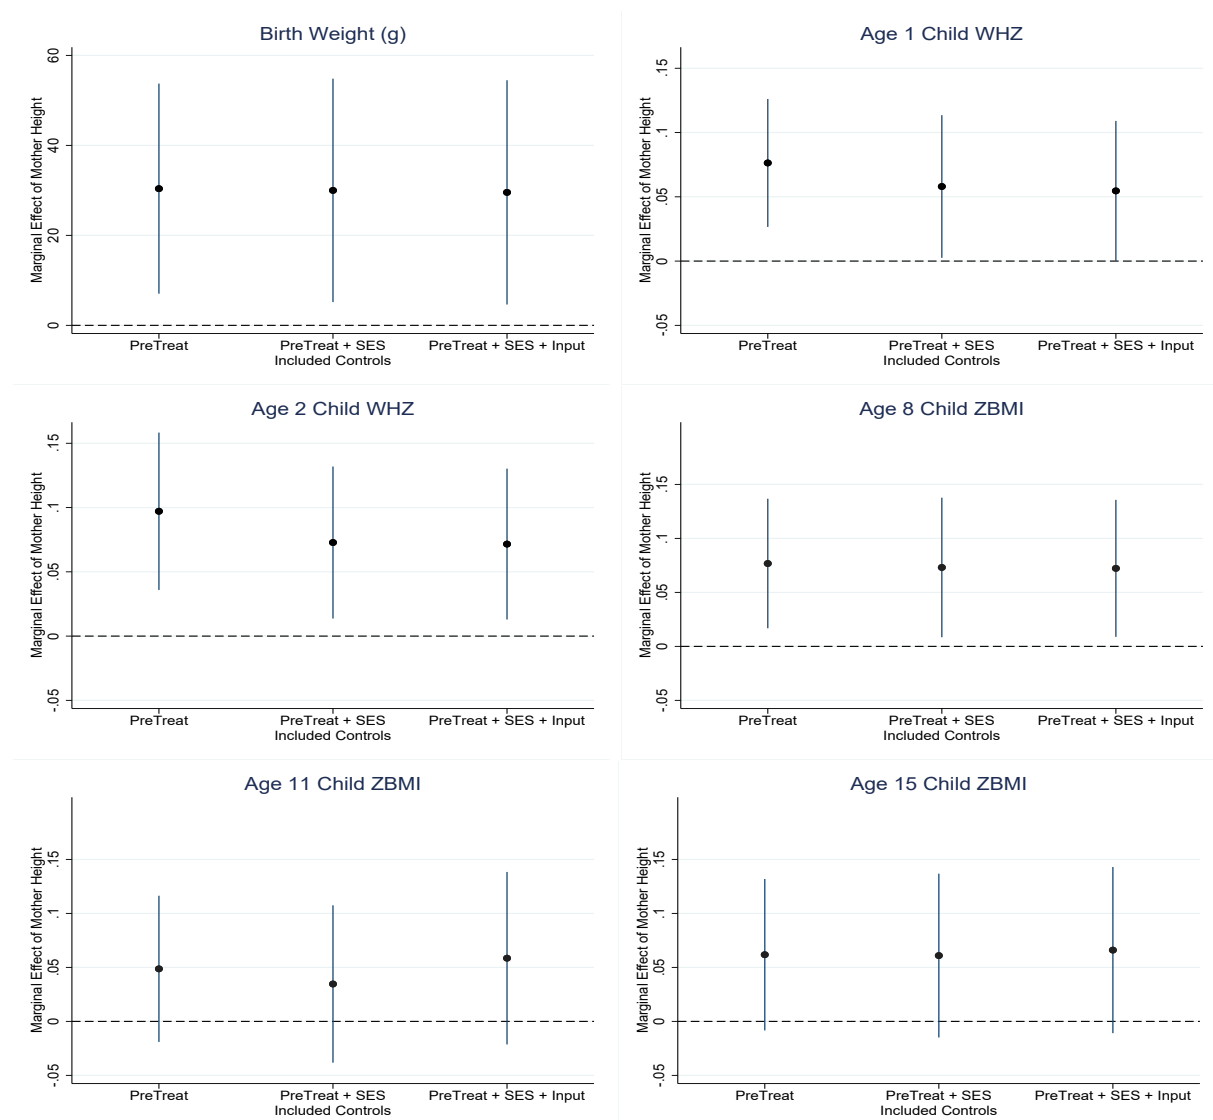 Birth Weight (g)
Marginal Effect of Mother Height
60
40
20
0
PreTreat
PreTreat + SES
PreTreat + SES + Input
Included Controls
Age 1 Child WHZ
Marginal Effect of Mother Height
.15
.1
.05
0
-.05
PreTreat
PreTreat + SES
PreTreat + SES + Input
Included Controls
Age 2 Child WHZ
Marginal Effect of Mother Height
.15
.1
.05
0
-.05
PreTreat
PreTreat + SES
PreTreat + SES + Input
Included Controls
Age 8 Child ZBMI
Marginal Effect of Mother Height
.15
.1
.05
0
-.05
PreTreat
PreTreat + SES
PreTreat + SES + Input
Included Controls
Age 11 Child ZBMI
Marginal Effect of Mother Height
.15
.1
.05
0
-.05
PreTreat
PreTreat + SES
PreTreat + SES + Input
Included Controls
Age 15 Child ZBMI
Marginal Effect of Mother Height
.15
.1
.05
0
-.05
PreTreat
PreTreat + SES
PreTreat + SES + Input
Included Controls